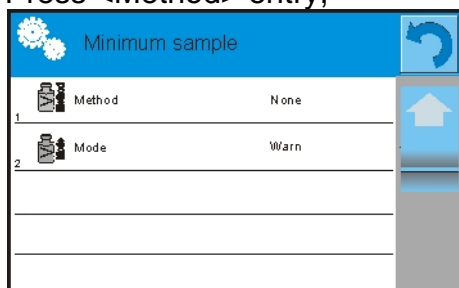 Press <Method> entry,
Minimum sample
1 Method None
2 Mode Warn